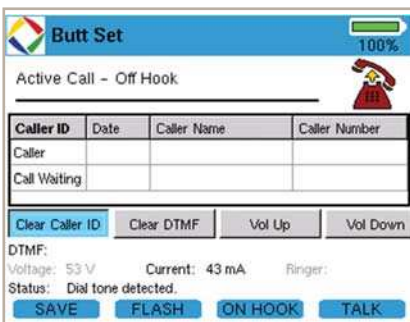 Butt Set
100%
Active Call - Off Hook
Caller ID Date Caller Name Caller Number
Caller
Call Waiting
Clear Caller ID Clear DTMF Vol Up Vol Down
DTMF:
Voltage: 53 V Current: 43 mA Ringer:
Status: Dial tone detected.
SAVE FLASH ON HOOK TALK